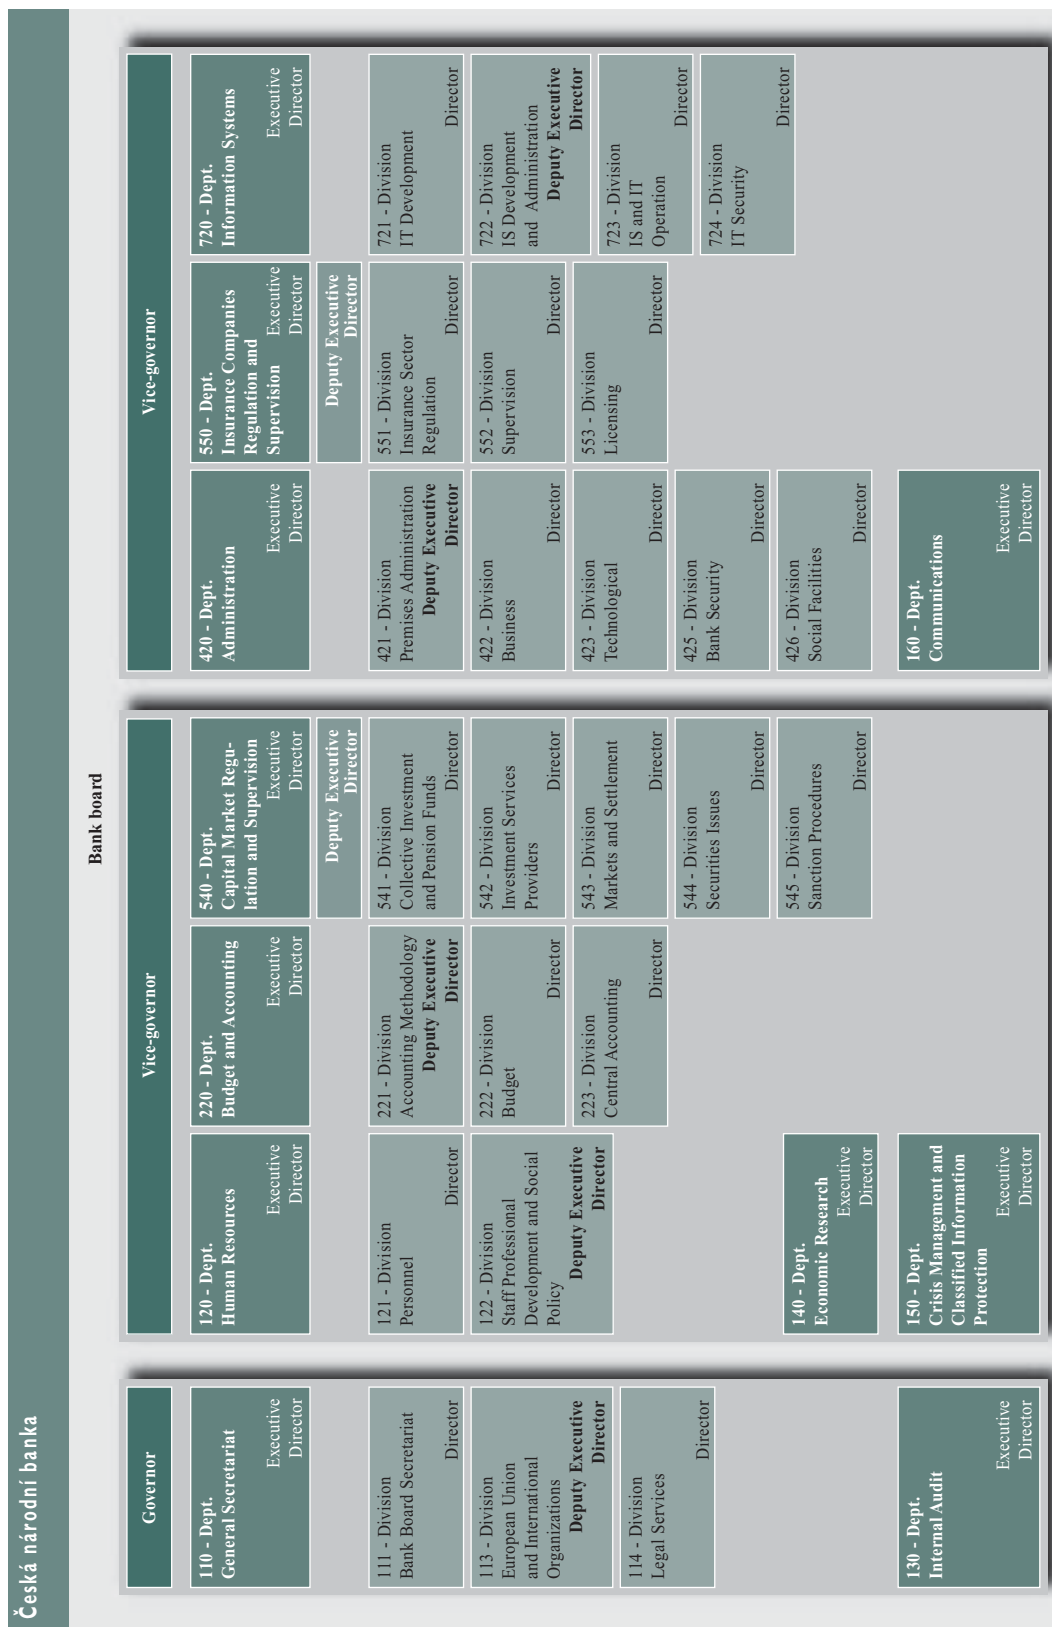 Česká národní banka
Bank board
Governor
110 - Dept.
General Secretariat
Executive
Director
111 - Division
Bank Board Secretariat
Director
113 - Division
European Union
and International
Organizations
Deputy Executive
Director
114 - Division
Legal Services
Director
130 - Dept.
Internal Audit
Executive
Director
Vice-governor
120 - Dept.
Human Resources
Executive
Director
121 - Division
Personnel
Director
122 - Division
Staff Professional
Development and Social
Policy
Deputy Executive
Director
140 - Dept.
Economic Research
Executive
Director
150 - Dept.
Crisis Management and
Classified Information
Protection
Executive
Director
220 - Dept.
Budget and Accounting
Executive
Director
221 - Division
Accounting Methodology
Deputy Executive
Director
222 - Division
Budget
Director
223 - Division
Central Accounting
Director
540 - Dept.
Capital Market Regu-
lation and Supervision
Executive
Director
Deputy Executive
Director
541 - Division
Collective Investment
and Pension Funds
Director
542 - Division
Investment Services
Providers
Director
543 - Division
Markets and Settlement
Director
544 - Division
Securities Issues
Director
545 - Division
Sanction Procedures
Director
Vice-governor
420 - Dept.
Administration
Executive
Director
421 - Division
Premises Administration
Deputy Executive
Director
422 - Division
Business
Director
423 - Division
Technological
Director
425 - Division
Bank Security
Director
426 - Division
Social Facilities
Director
160 - Dept.
Communications
Executive
Director
550 - Dept.
Insurance Companies
Regulation and
Supervision Executive
Director
Deputy Executive
Director
551 - Division
Insurance Sector
Regulation
Director
552 - Division
Supervision
Director
553 - Division
Licensing
Director
720 - Dept.
Information Systems
Executive
Director
721 - Division
IT Development
Director
722 - Division
IS Development
and Administration
Deputy Executive
Director
723 - Division
IS and IT
Operation
Director
724 - Division
IT Security
Director